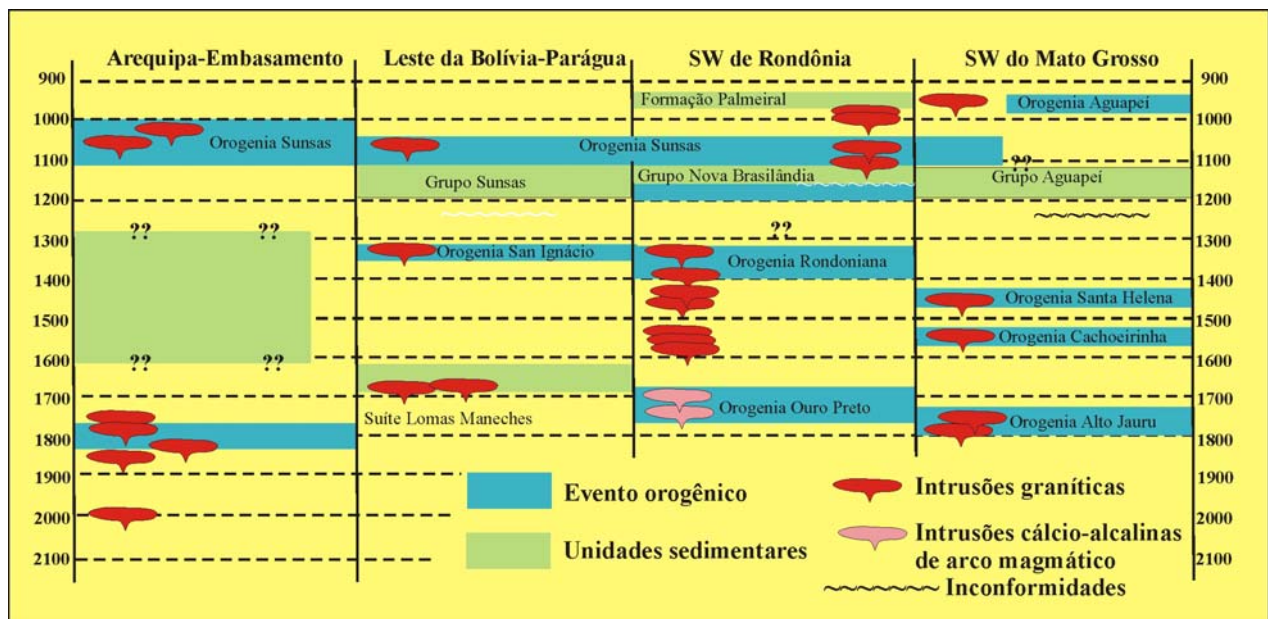 Arequipa-Embasamento
Leste da Bolívia-Parágua
SW de Rondônia
SW do Mato Grosso
900
1000
1100
1200
1300
1400
1500
1600
1700
1800
1900
2000
2100
Orogenia Sunsas
??
??
??
??
Orogenia Sunsas
Grupo Sunsas
Orogenia San Ignácio
Suíte Lomas Maneches
Formação Palmeiral
Grupo Nova Brasilândia
??
Orogenia Rondoniana
Orogenia Ouro Preto
Orogenia Aguapeí
??
Grupo Aguapeí
Orogenia Santa Helena
Orogenia Cachoeirinha
Orogenia Alto Jauru
900
1000
1100
1200
1300
1400
1500
1600
1700
1800
1900
2000
2100
Evento orogênico
Unidades sedimentares
Intrusões graníticas
Intrusões cálcio-alcalinas
de arco magmático
Inconformidades